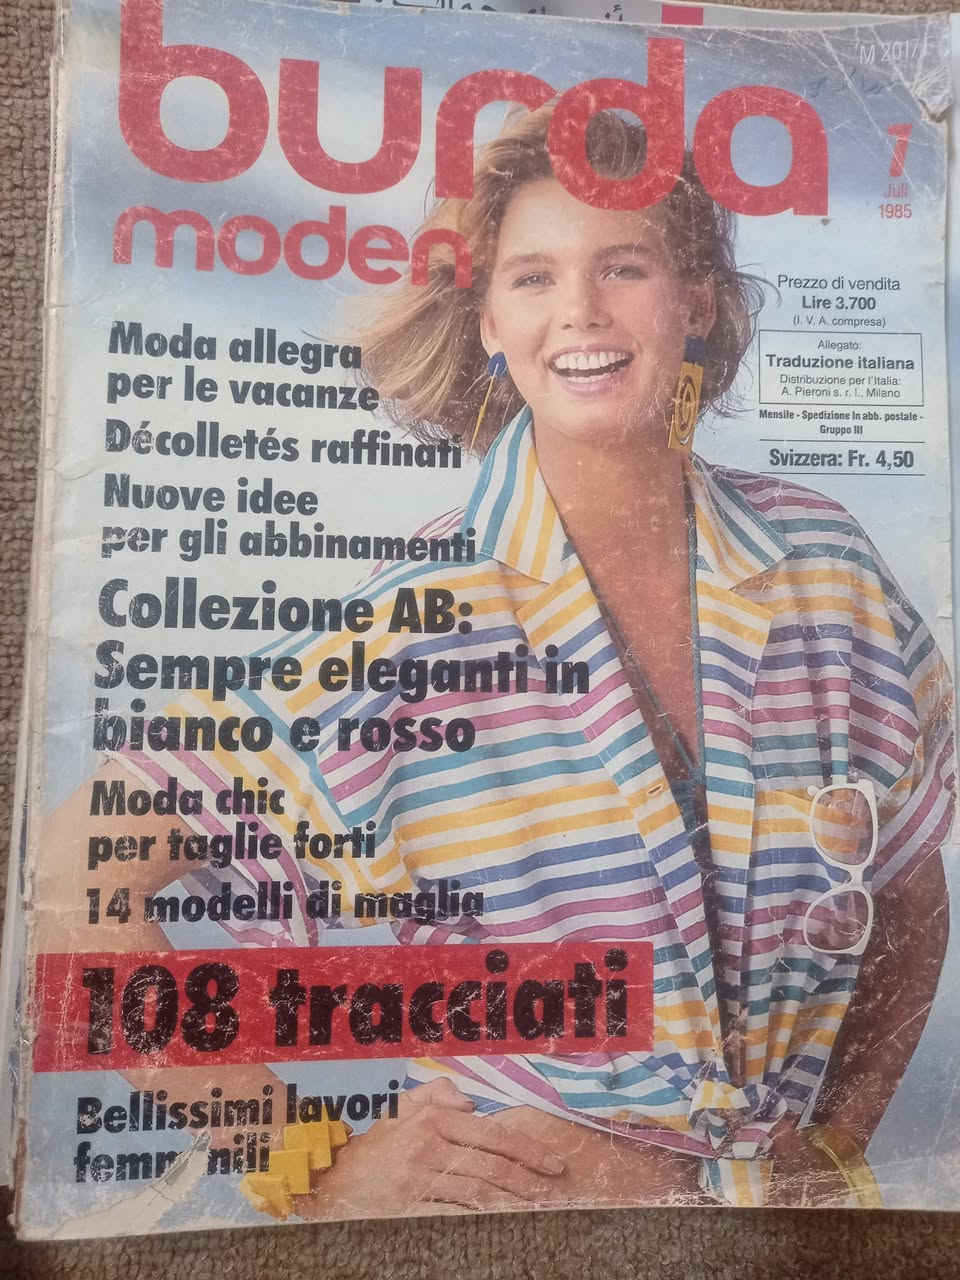 burda
moden
M 2017
7
Juli
1985
Prezzo di vendita
Lire 3.700
(I. V. A. compresa)
Allegato:
Traduzione italiana
Distribuzione per l'Italia:
A. Pieroni s. r. l., Milano
Mensile - Spedizione in abb. postale -
Gruppo III
Svizzera: Fr. 4,50
Moda allegra
per le vacanze
Décolletés raffinati
Nuove idee
per gli abbinamenti
Collezione AB:
Sempre eleganti in
bianco e rosso
Moda chic
per taglie forti
14 modelli di maglia
108 tracciati
Bellissimi lavori
femminili